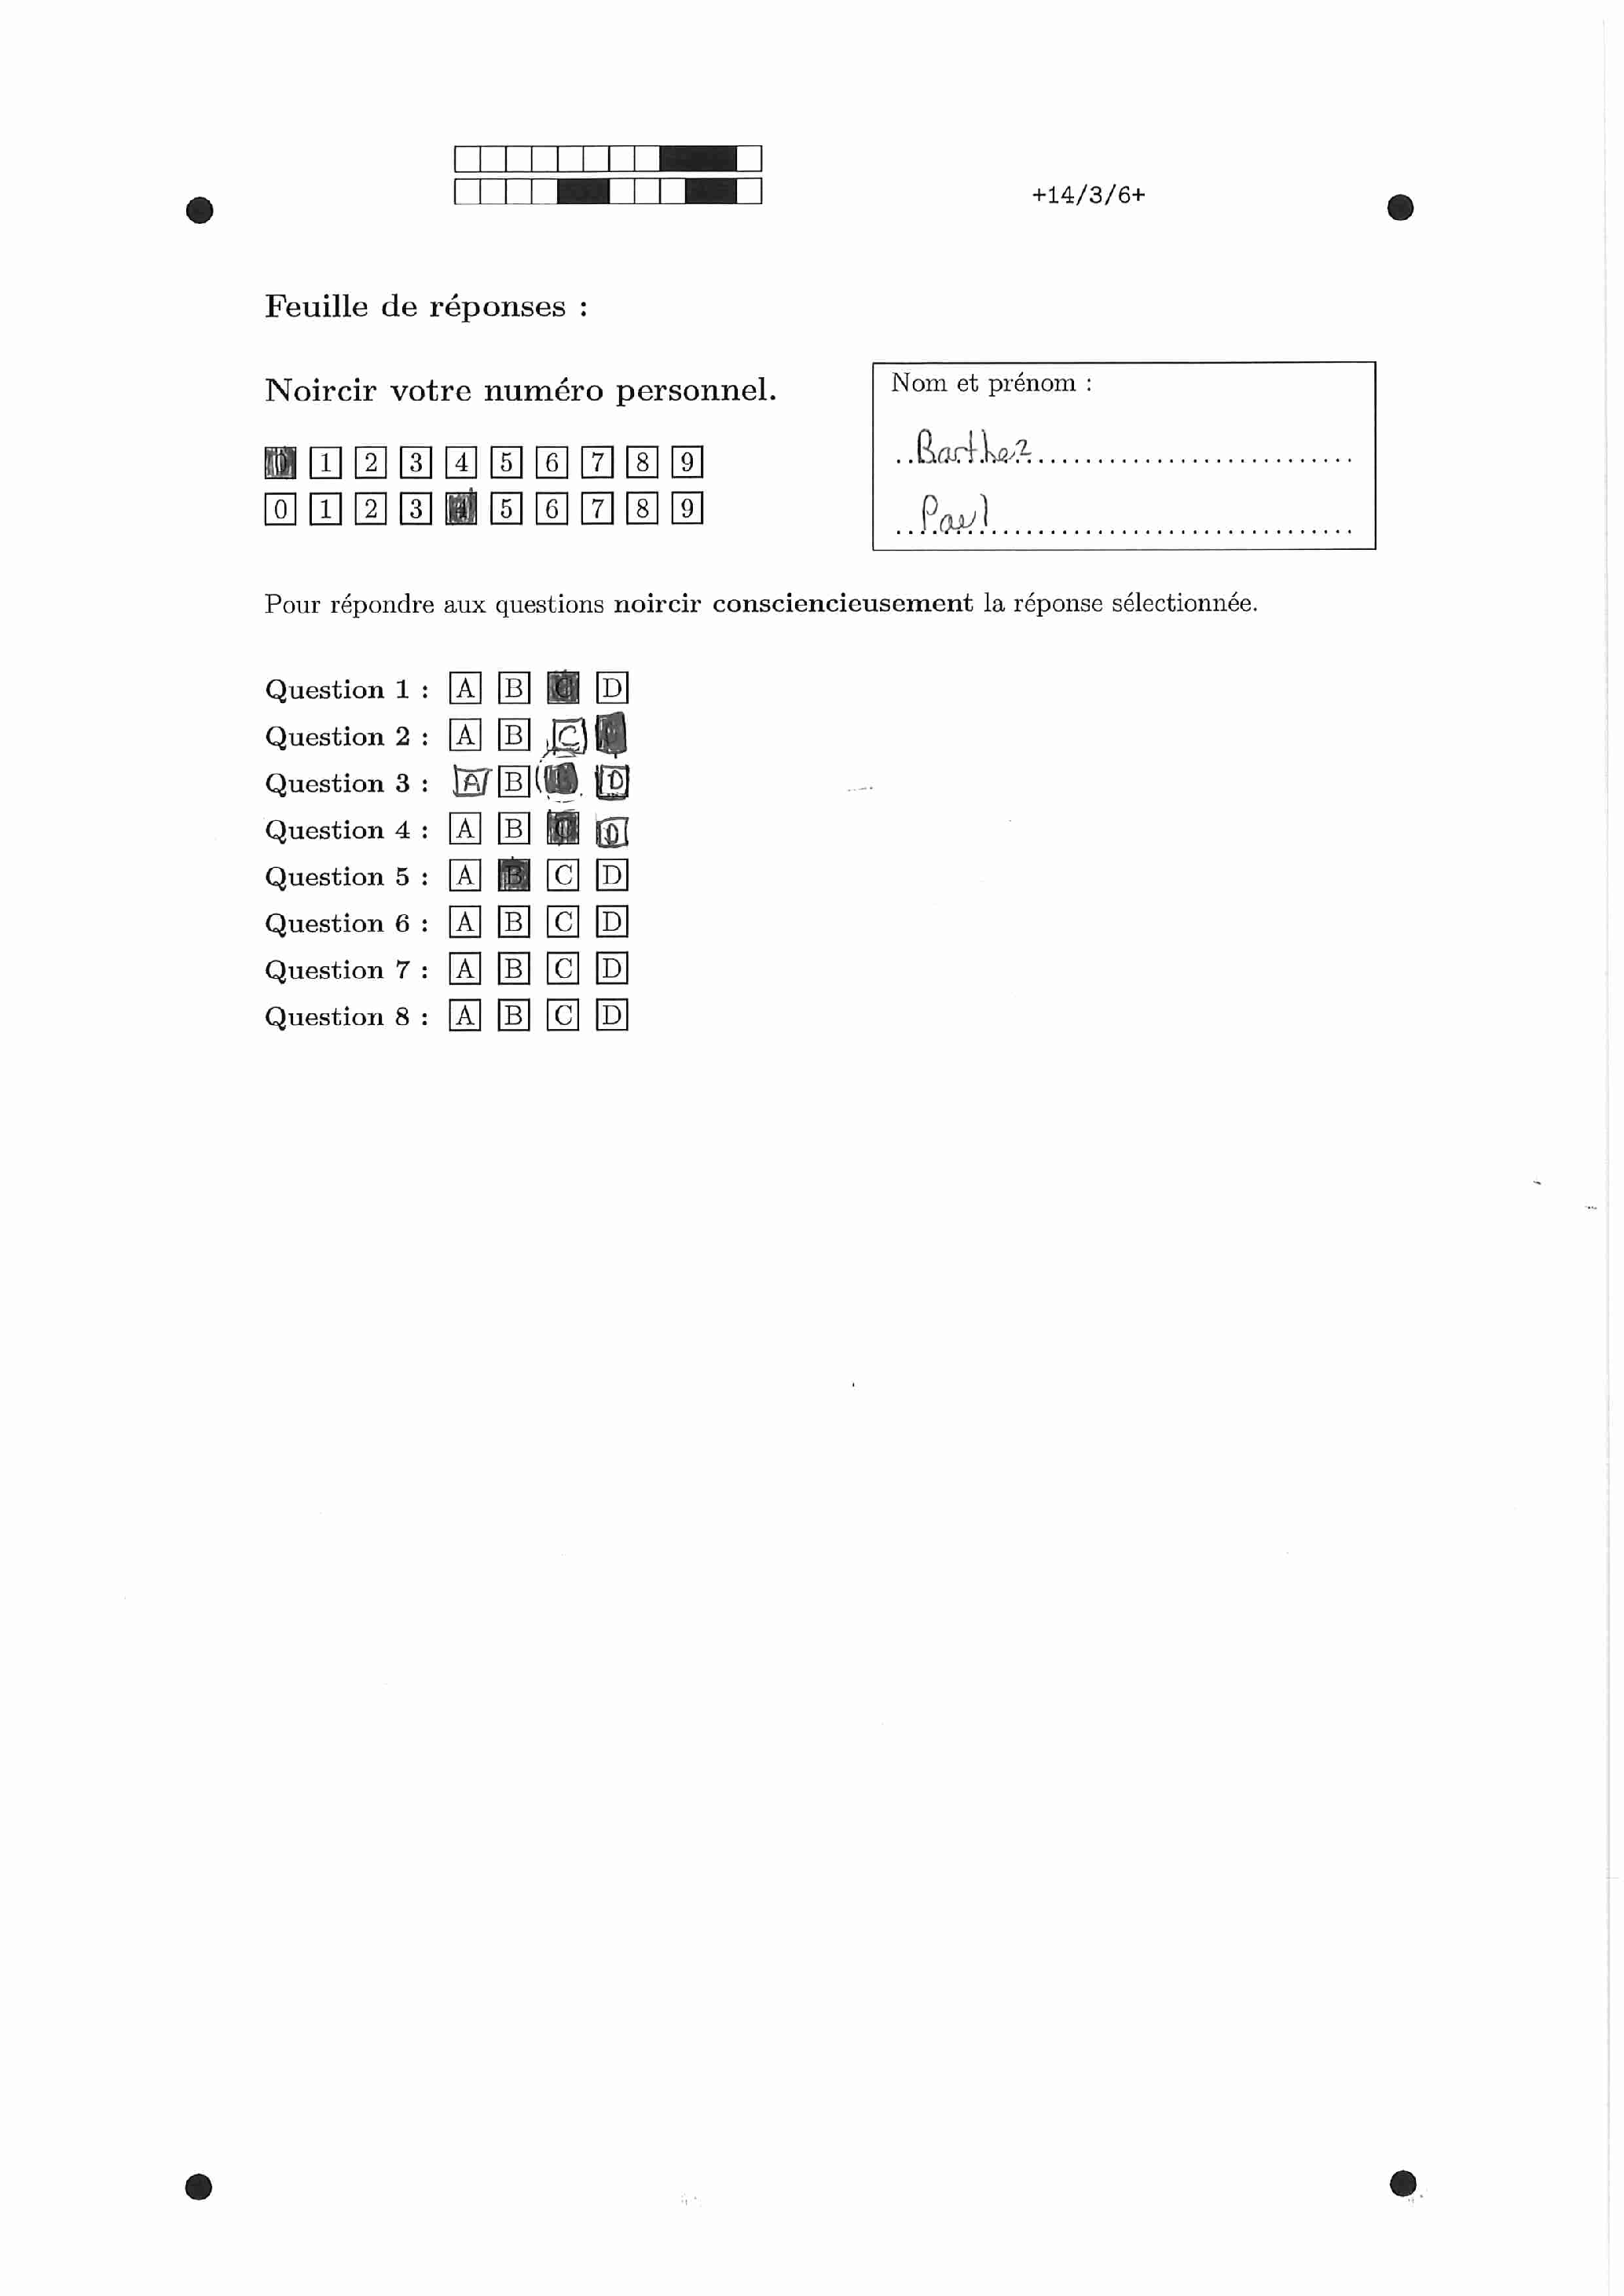 +14/3/6+
Feuille de réponses :
Noircir votre numéro personnel.
0 1 2 3 4 5 6 7 8 9
0 1 2 3 4 5 6 7 8 9
Nom et prénom :
Barthez
Paul
Pour répondre aux questions noircir consciencieusement la réponse sélectionnée.
Question 1 : A B C D
Question 2 : A B C
Question 3 : A B D
Question 4 : A B C D
Question 5 : A B C D
Question 6 : A B C D
Question 7 : A B C D
Question 8 : A B C D